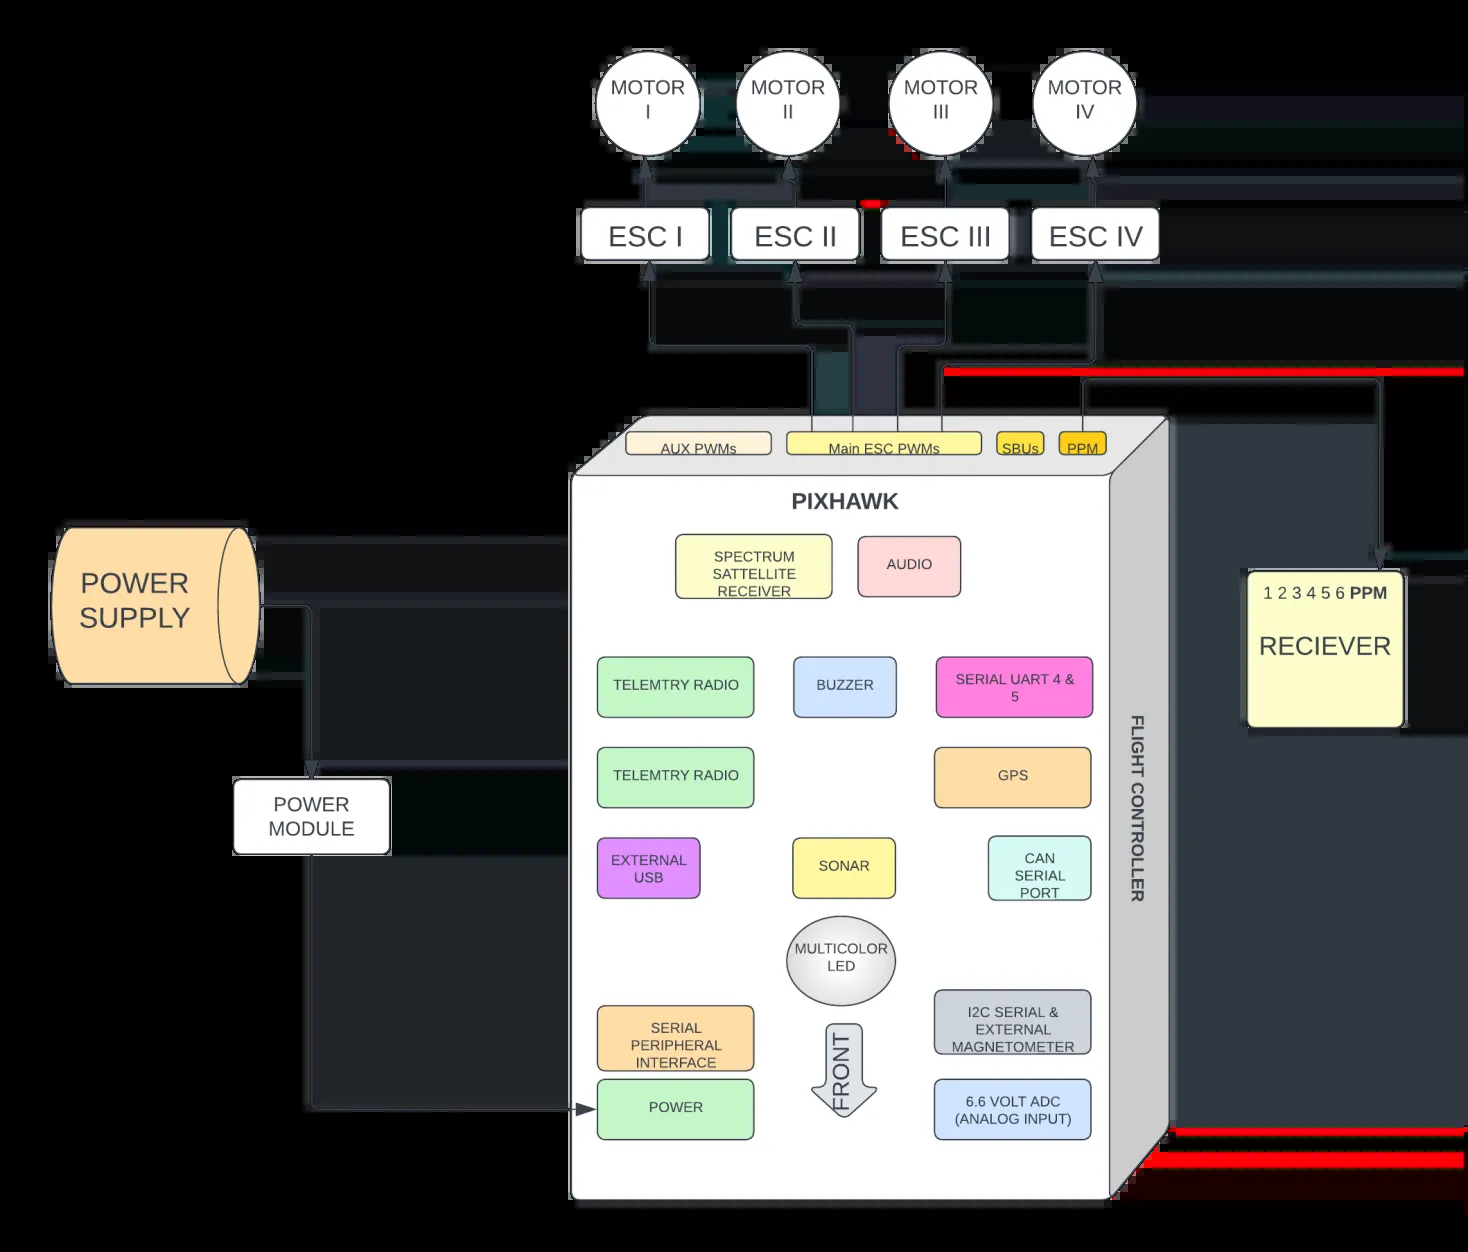 MOTOR
I
MOTOR
II
MOTOR
III
MOTOR
IV
ESC I
ESC II
ESC III
ESC IV
AUX PWMs
Main ESC PWMs
SBUs
PPM
PIXHAWK
SPECTRUM
SATTELLITE
RECEIVER
AUDIO
POWER
SUPPLY
1 2 3 4 5 6 PPM
RECIEVER
TELEMTRY RADIO
BUZZER
SERIAL UART 4 &
5
TELEMTRY RADIO
GPS
FLIGHT CONTROLLER
POWER
MODULE
EXTERNAL
USB
SONAR
CAN
SERIAL
PORT
MULTICOLOR
LED
SERIAL
PERIPHERAL
INTERFACE
I2C SERIAL &
EXTERNAL
MAGNETOMETER
FRONT
POWER
6.6 VOLT ADC
(ANALOG INPUT)